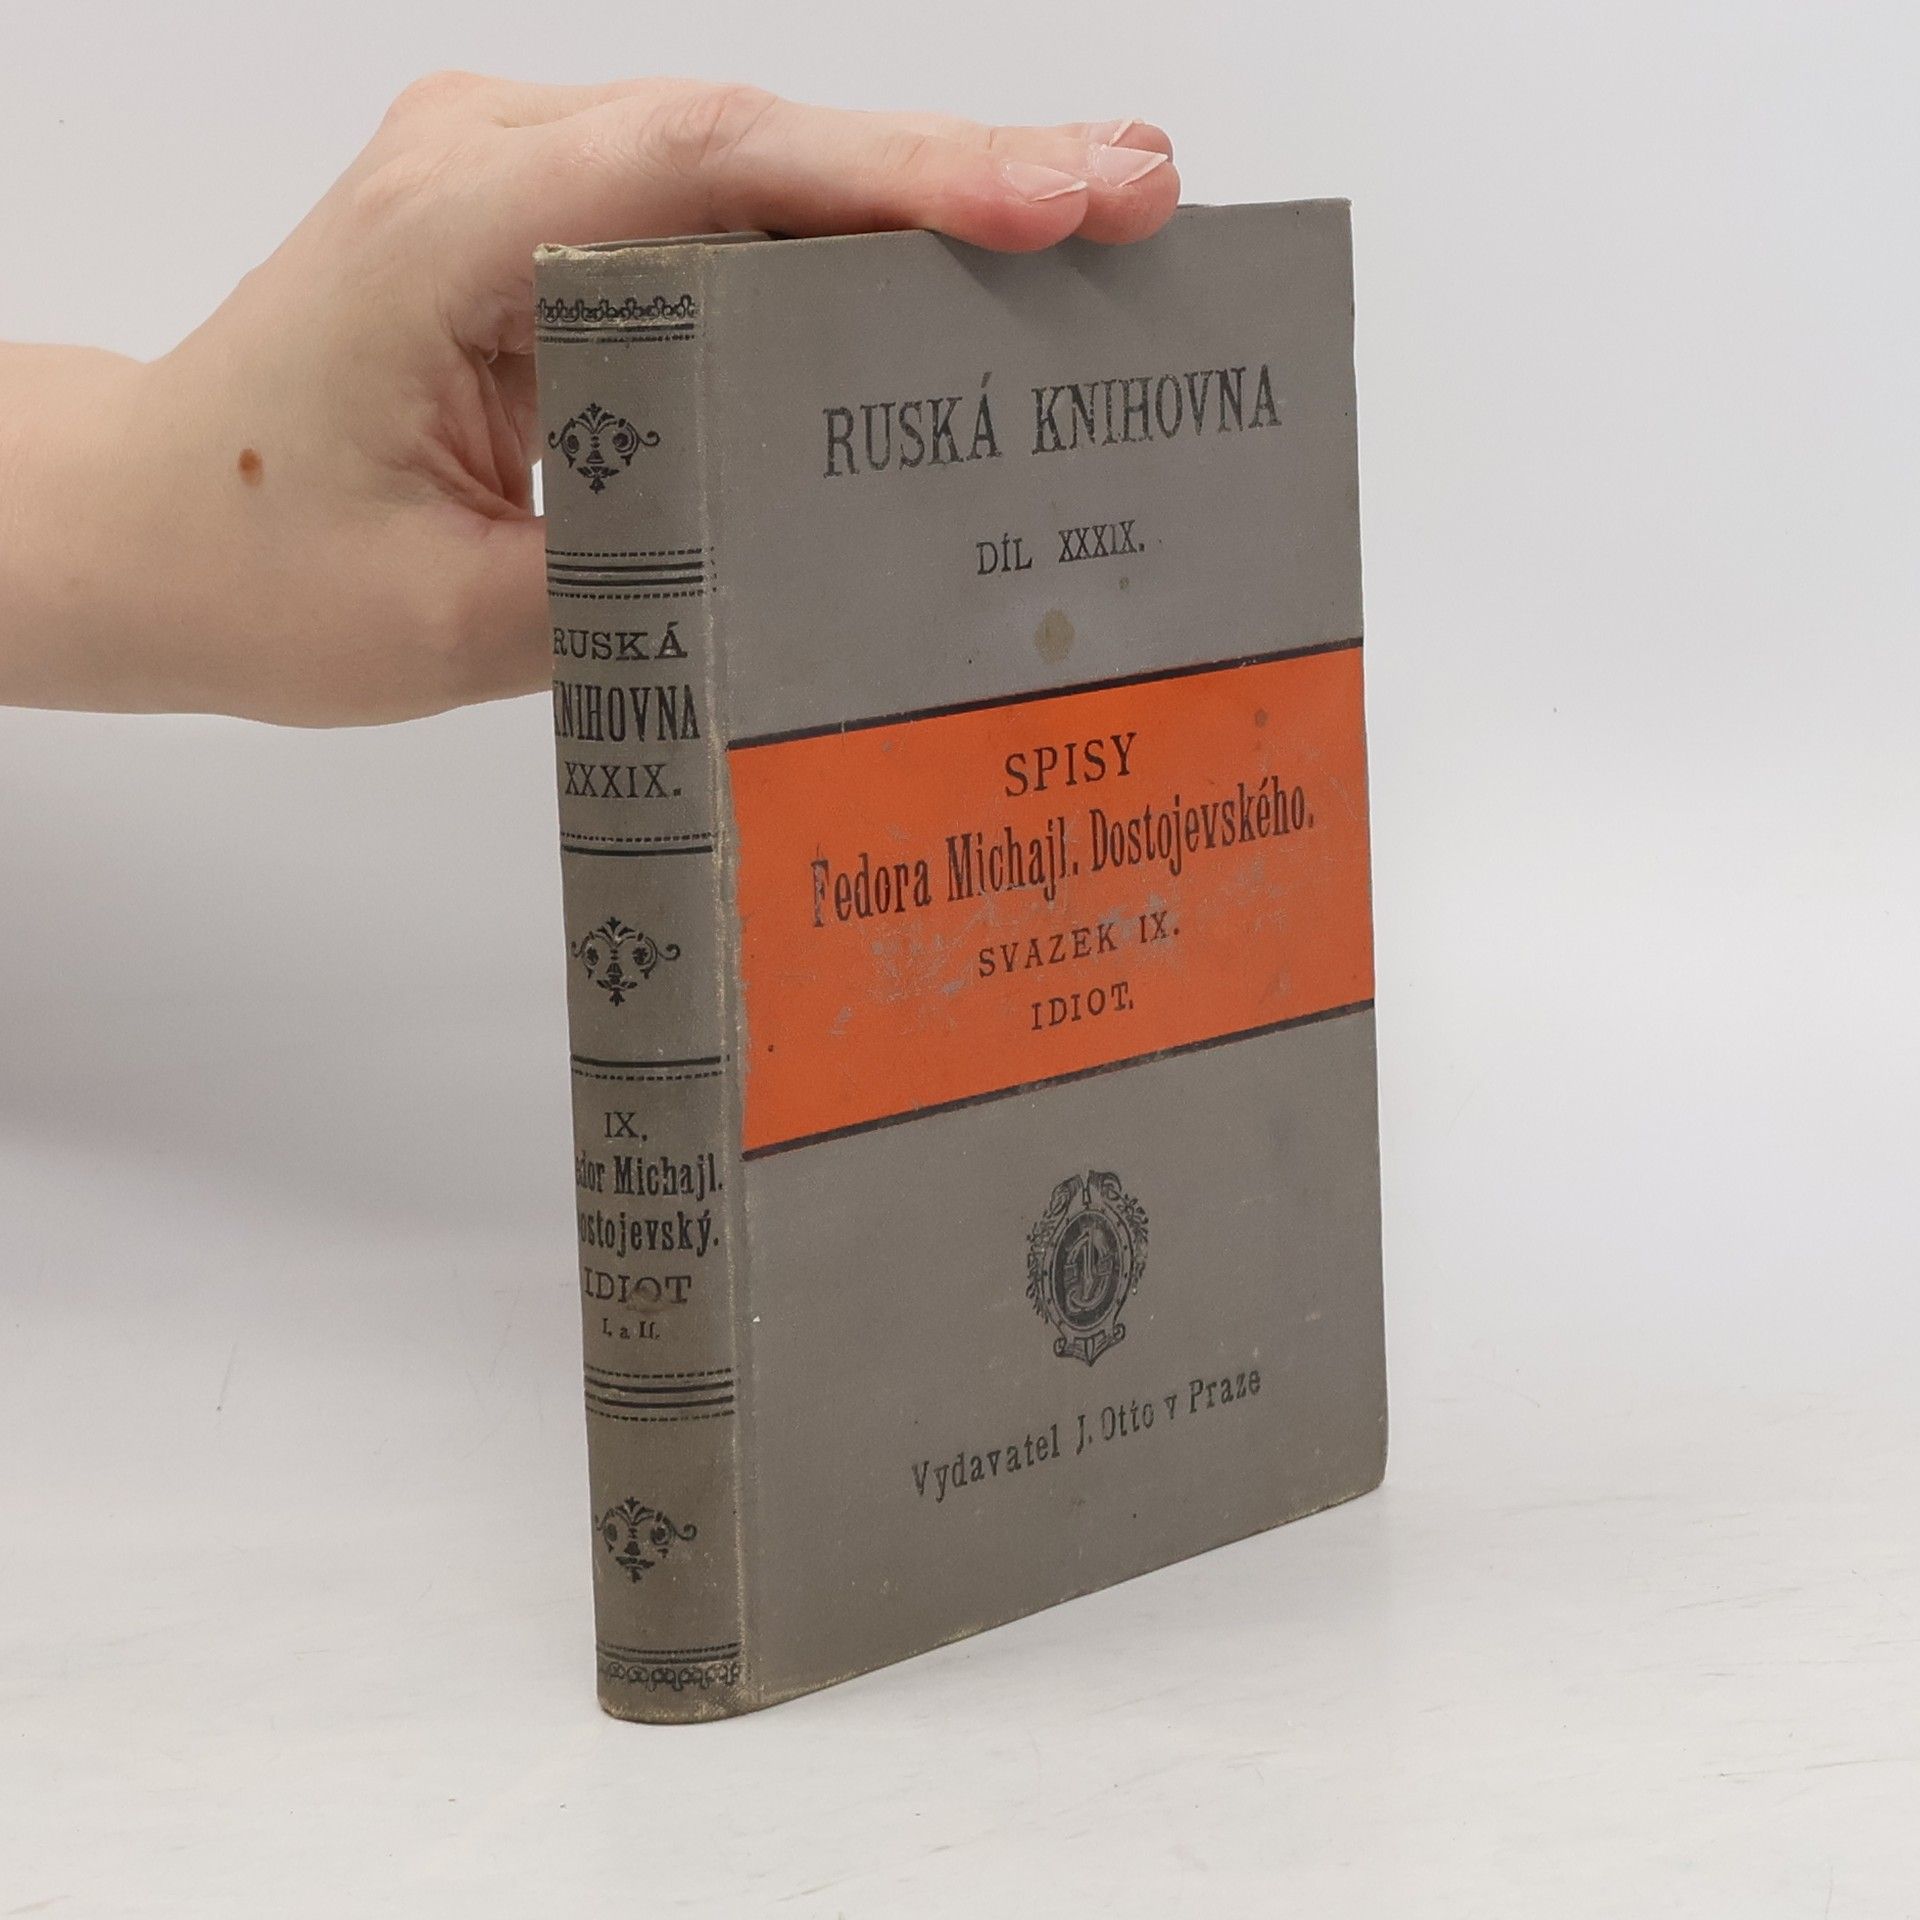 RUSKÁ KNIHOVNA
DÍL XXXIX.
SPISY
Fedora Michajl. Dostojevského.
SVAZEK IX.
IDIOT.
Vydavatel J. Otto v Praze
RUSKÁ
KNIHOVNA
XXXIX.
IX.
Fedor Michajl.
Dostojevský.
IDIOT
I. a II.